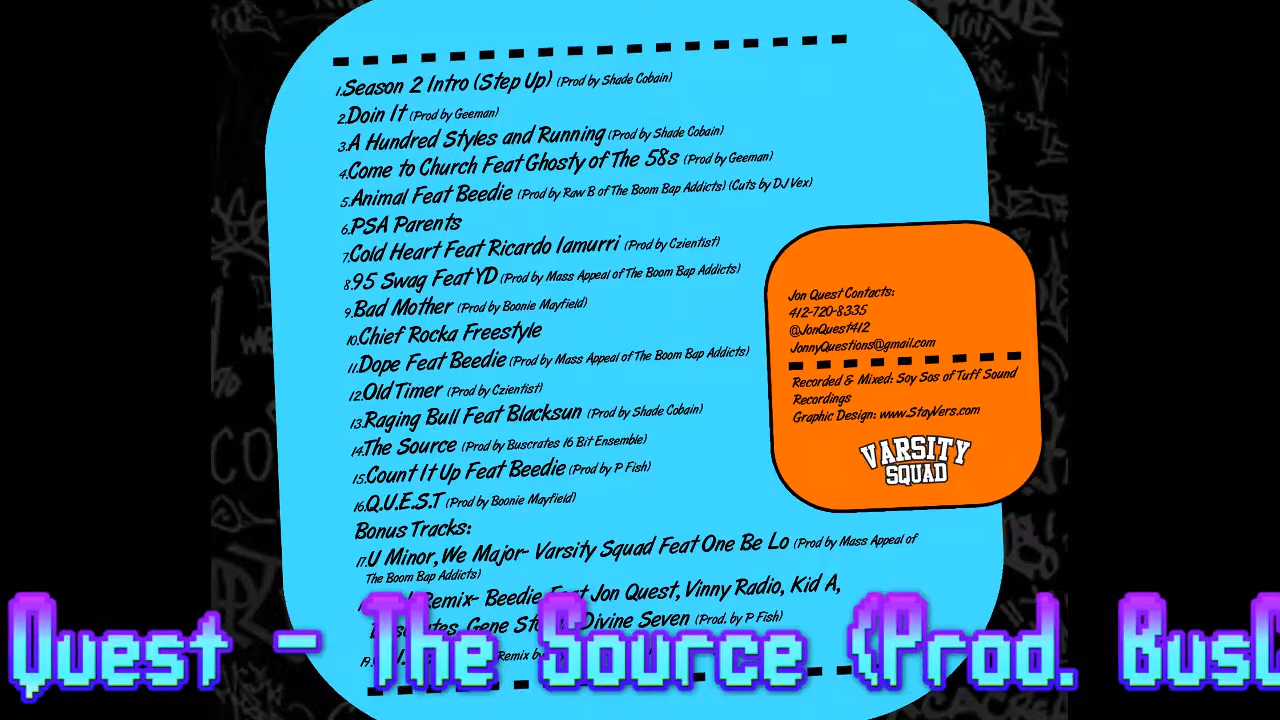 1.Season 2 Intro (Step Up) (Prod by Shade Cobain)
2.Doin It (Prod by Geeman)
3.A Hundred Styles and Running (Prod by Shade Cobain)
4.Come to Church Feat Ghosty of The 58s (Prod by Geeman)
5.Animal Feat Beedie (Prod by Raw B of The Boom Bap Addicts) (Cuts by DJ Vex)
6.PSA Parents
7.Cold Heart Feat Ricardo Iamurri (Prod by Czientist)
8.95 Swag Feat YD (Prod by Mass Appeal of The Boom Bap Addicts)
9.Bad Mother (Prod by Boonie Mayfield)
10.Chief Rocka Freestyle
11.Dope Feat Beedie (Prod by Mass Appeal of The Boom Bap Addicts)
12.Old Timer (Prod by Czientist)
13.Raging Bull Feat Blacksun (Prod by Shade Cobain)
14.The Source (Prod by Buscrates 16 Bit Ensemble)
15.Count It Up Feat Beedie (Prod by P Fish)
16.Q.U.E.S.T (Prod by Boonie Mayfield)
Bonus Tracks:
17.U Minor, We Major- Varsity Squad Feat One Be Lo (Prod by Mass Appeal of
The Boom Bap Addicts)
Remix- Beedie Feat Jon Quest, Vinny Radio, Kid A,
Gene Divine Seven (Prod. by P Fish)
19. Remix by
Jon Quest Contacts:
412-720-8335
@JonQuest412
JonnyQuestions@gmail.com
Recorded & Mixed: Soy Sos of Tuff Sound
Recordings
Graphic Design: www.StayVers.com
VARSITY
SQUAD
Quest - The Source (Prod. Bus